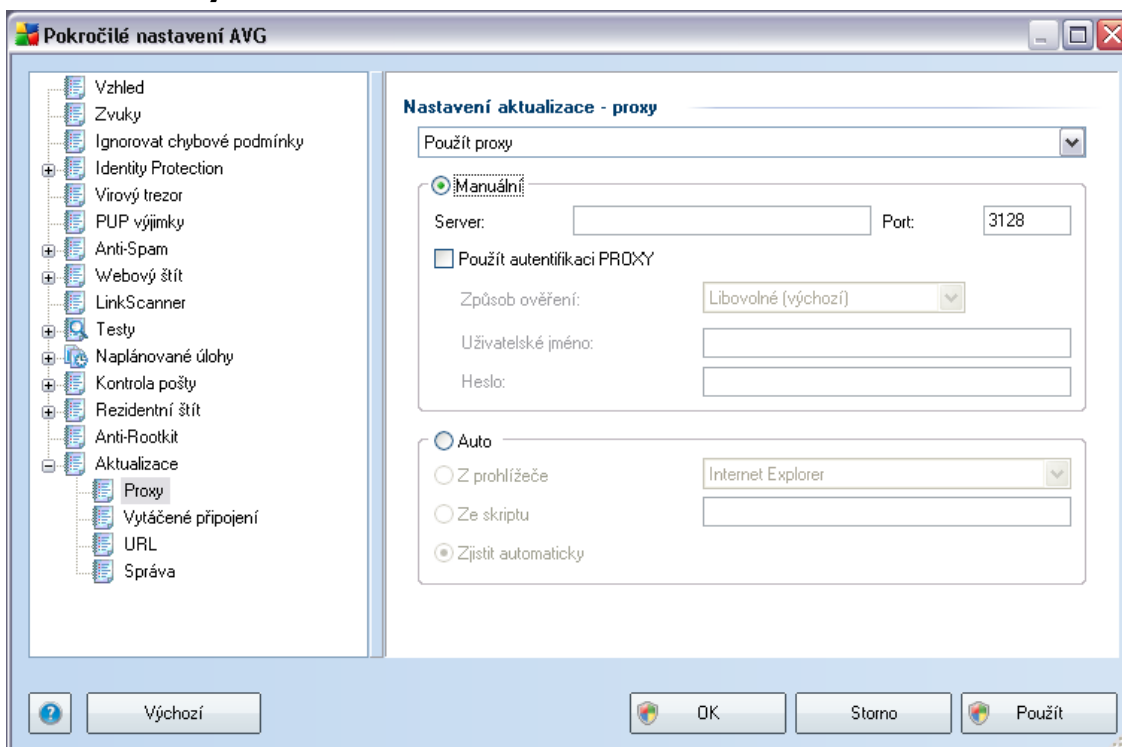 Pokročilé nastavení AVG
Vzhled
Zvuky
Ignorovat chybové podmínky
Identity Protection
Virový trezor
PUP výjimky
Anti-Spam
Webový štít
LinkScanner
Testy
Naplánované úlohy
Kontrola pošty
Rezidentní štít
Anti-Rootkit
Aktualizace
Proxy
Vytáčené připojení
URL
Správa
Nastavení aktualizace - proxy
Použít proxy
Manuální
Server: Port: 3128
Použít autentifikaci PROXY
Způsob ověření: Libovolné (výchozí)
Uživatelské jméno:
Heslo:
Auto
Z prohlížeče Internet Explorer
Ze skriptu
Zjistit automaticky
Výchozí OK Storno Použít